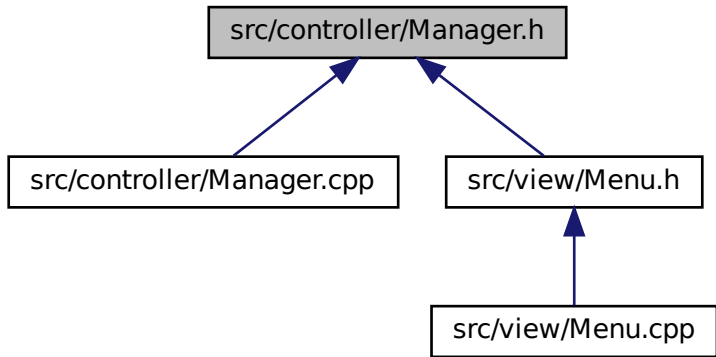 src/controller/Manager.h
src/controller/Manager.cpp
src/view/Menu.h
src/view/Menu.cpp